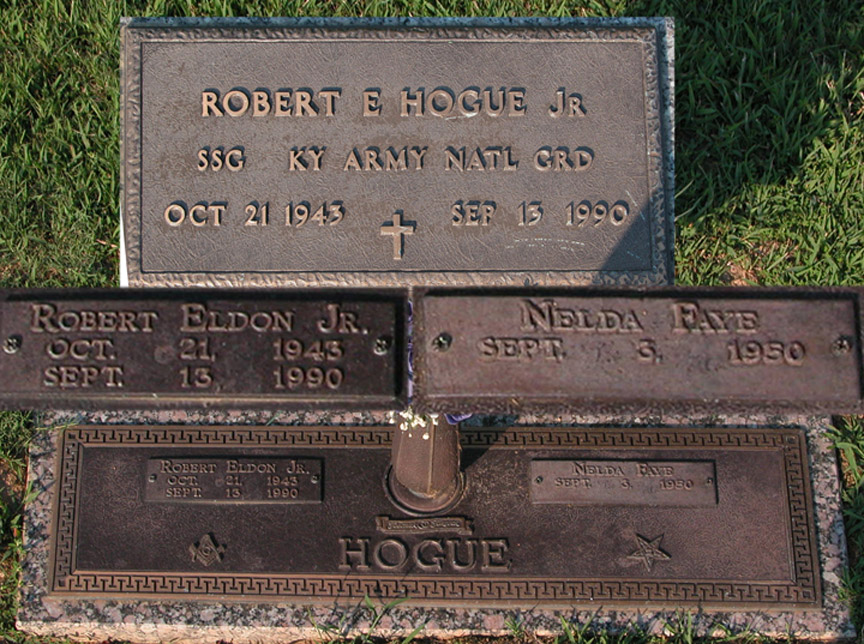 ROBERT E HOGUE JR
SSG KY ARMY NATL GRD
OCT 21 1943 SEP 13 1990
ROBERT ELDON JR.
OCT. 21, 1943
SEPT. 13, 1990
NELDA FAYE
SEPT. 3, 1950
ROBERT ELDON JR.
OCT. 21, 1943
SEPT. 13, 1990
NELDA FAYE
SEPT. 3, 1950
HOGUE